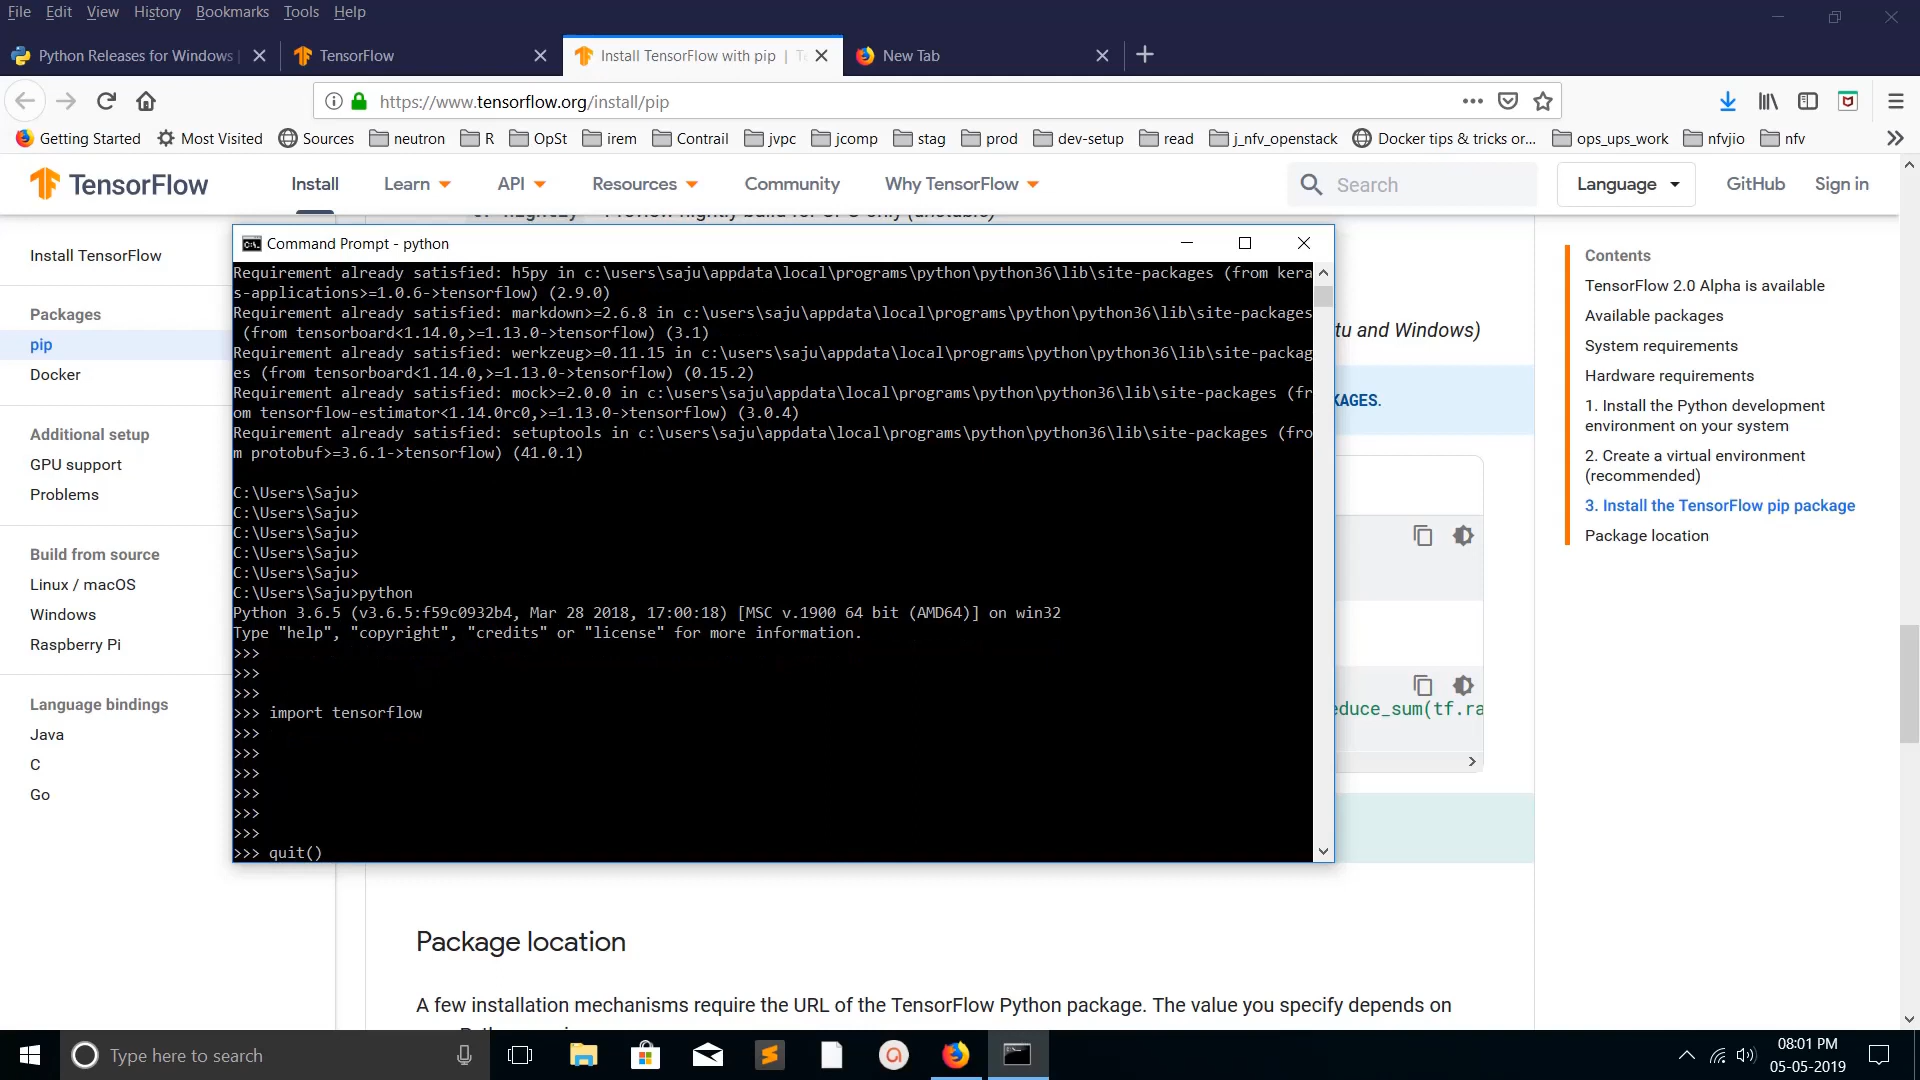 File Edit View History Bookmarks Tools Help
Python Releases for Windows
TensorFlow
Install TensorFlow with pip |
New Tab
https://www.tensorflow.org/install/pip
Getting Started Most Visited Sources neutron R OpSt irem Contrail jvpc jcomp stag prod dev-setup read j_nfv_openstack Docker tips & tricks or... ops_ups_work nfvjio nfv
TensorFlow Install Learn API Resources Community Why TensorFlow Search Language GitHub Sign in
Install TensorFlow
Packages
pip
Docker
Additional setup
GPU support
Problems
Build from source
Linux / macOS
Windows
Raspberry Pi
Language bindings
Java
C
Go
Command Prompt - python
Requirement already satisfied: h5py in c:\users\saju\appdata\local\programs\python\python36\lib\site-packages (from kera
s-applications>=1.0.6->tensorflow) (2.9.0)
Requirement already satisfied: markdown>=2.6.8 in c:\users\saju\appdata\local\programs\python\python36\lib\site-packages
(from tensorboard<1.14.0,>=1.13.0->tensorflow) (3.1)
Requirement already satisfied: werkzeug>=0.11.15 in c:\users\saju\appdata\local\programs\python\python36\lib\site-packag
es (from tensorboard<1.14.0,>=1.13.0->tensorflow) (0.15.2)
Requirement already satisfied: mock>=2.0.0 in c:\users\saju\appdata\local\programs\python\python36\lib\site-packages (fr
om tensorflow-estimator<1.14.0rc0,>=1.13.0->tensorflow) (3.0.4)
Requirement already satisfied: setuptools in c:\users\saju\appdata\local\programs\python\python36\lib\site-packages (fro
m protobuf>=3.6.1->tensorflow) (41.0.1)
C:\Users\Saju>
C:\Users\Saju>
C:\Users\Saju>
C:\Users\Saju>
C:\Users\Saju>
C:\Users\Saju>python
Python 3.6.5 (v3.6.5:f59c0932b4, Mar 28 2018, 17:00:18) [MSC v.1900 64 bit (AMD64)] on win32
Type "help", "copyright", "credits" or "license" for more information.
>>>
>>>
>>>
>>> import tensorflow
>>>
>>>
>>>
>>>
>>>
>>>
>>> quit()
tu and Windows)
KAGES.
educe_sum(tf.ra
Package location
A few installation mechanisms require the URL of the TensorFlow Python package. The value you specify depends on
Contents
TensorFlow 2.0 Alpha is available
Available packages
System requirements
Hardware requirements
1. Install the Python development
environment on your system
2. Create a virtual environment
(recommended)
3. Install the TensorFlow pip package
Package location
Type here to search
08:01 PM
05-05-2019